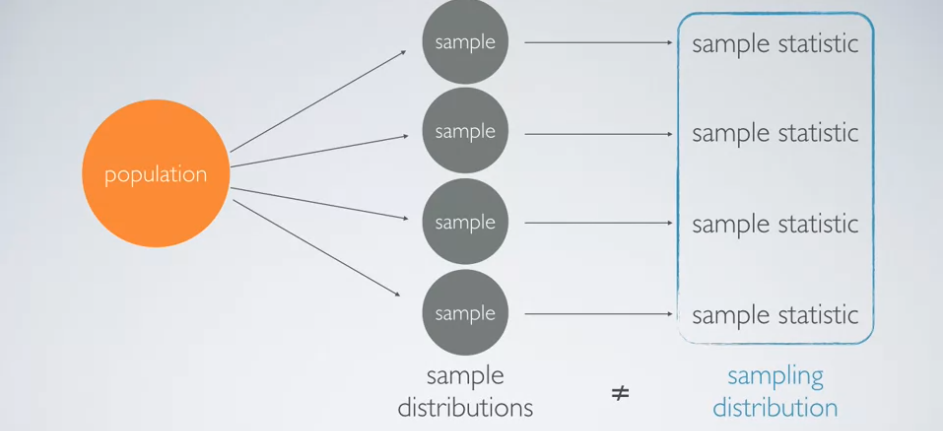 population
sample
sample statistic
sample
sample statistic
sample
sample statistic
sample
sample statistic
sample
distributions
≠
sampling
distribution